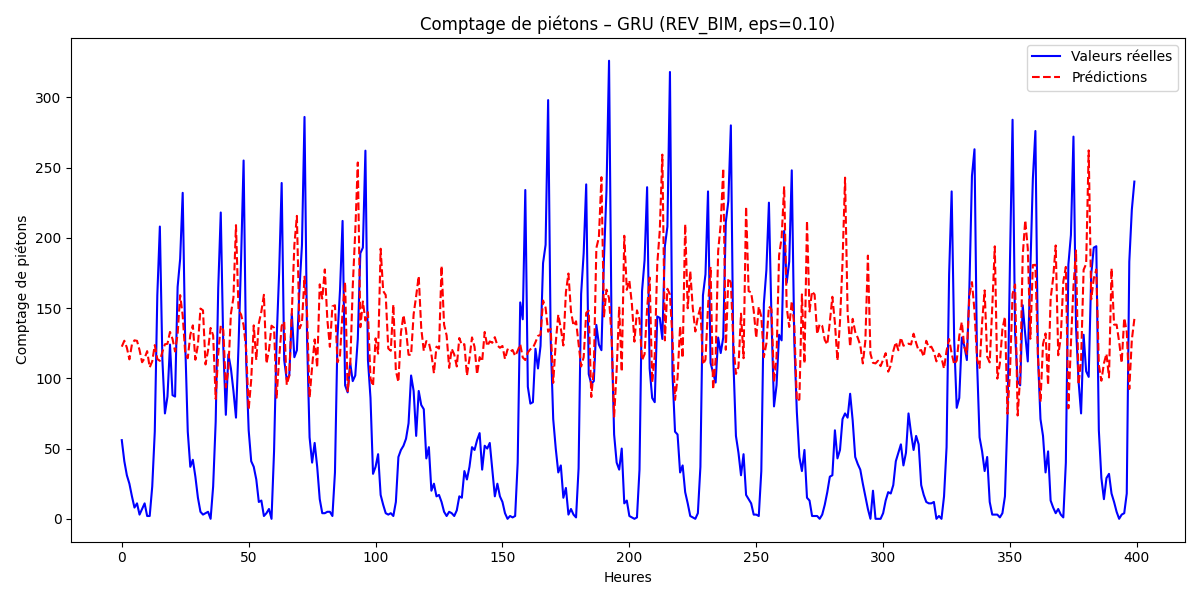 Comptage de piétons – GRU (REV_BIM, eps=0.10)
Valeurs réelles
Prédictions
Comptage de piétons
300
250
200
150
100
50
0
0 50 100 150 200 250 300 350 400
Heures